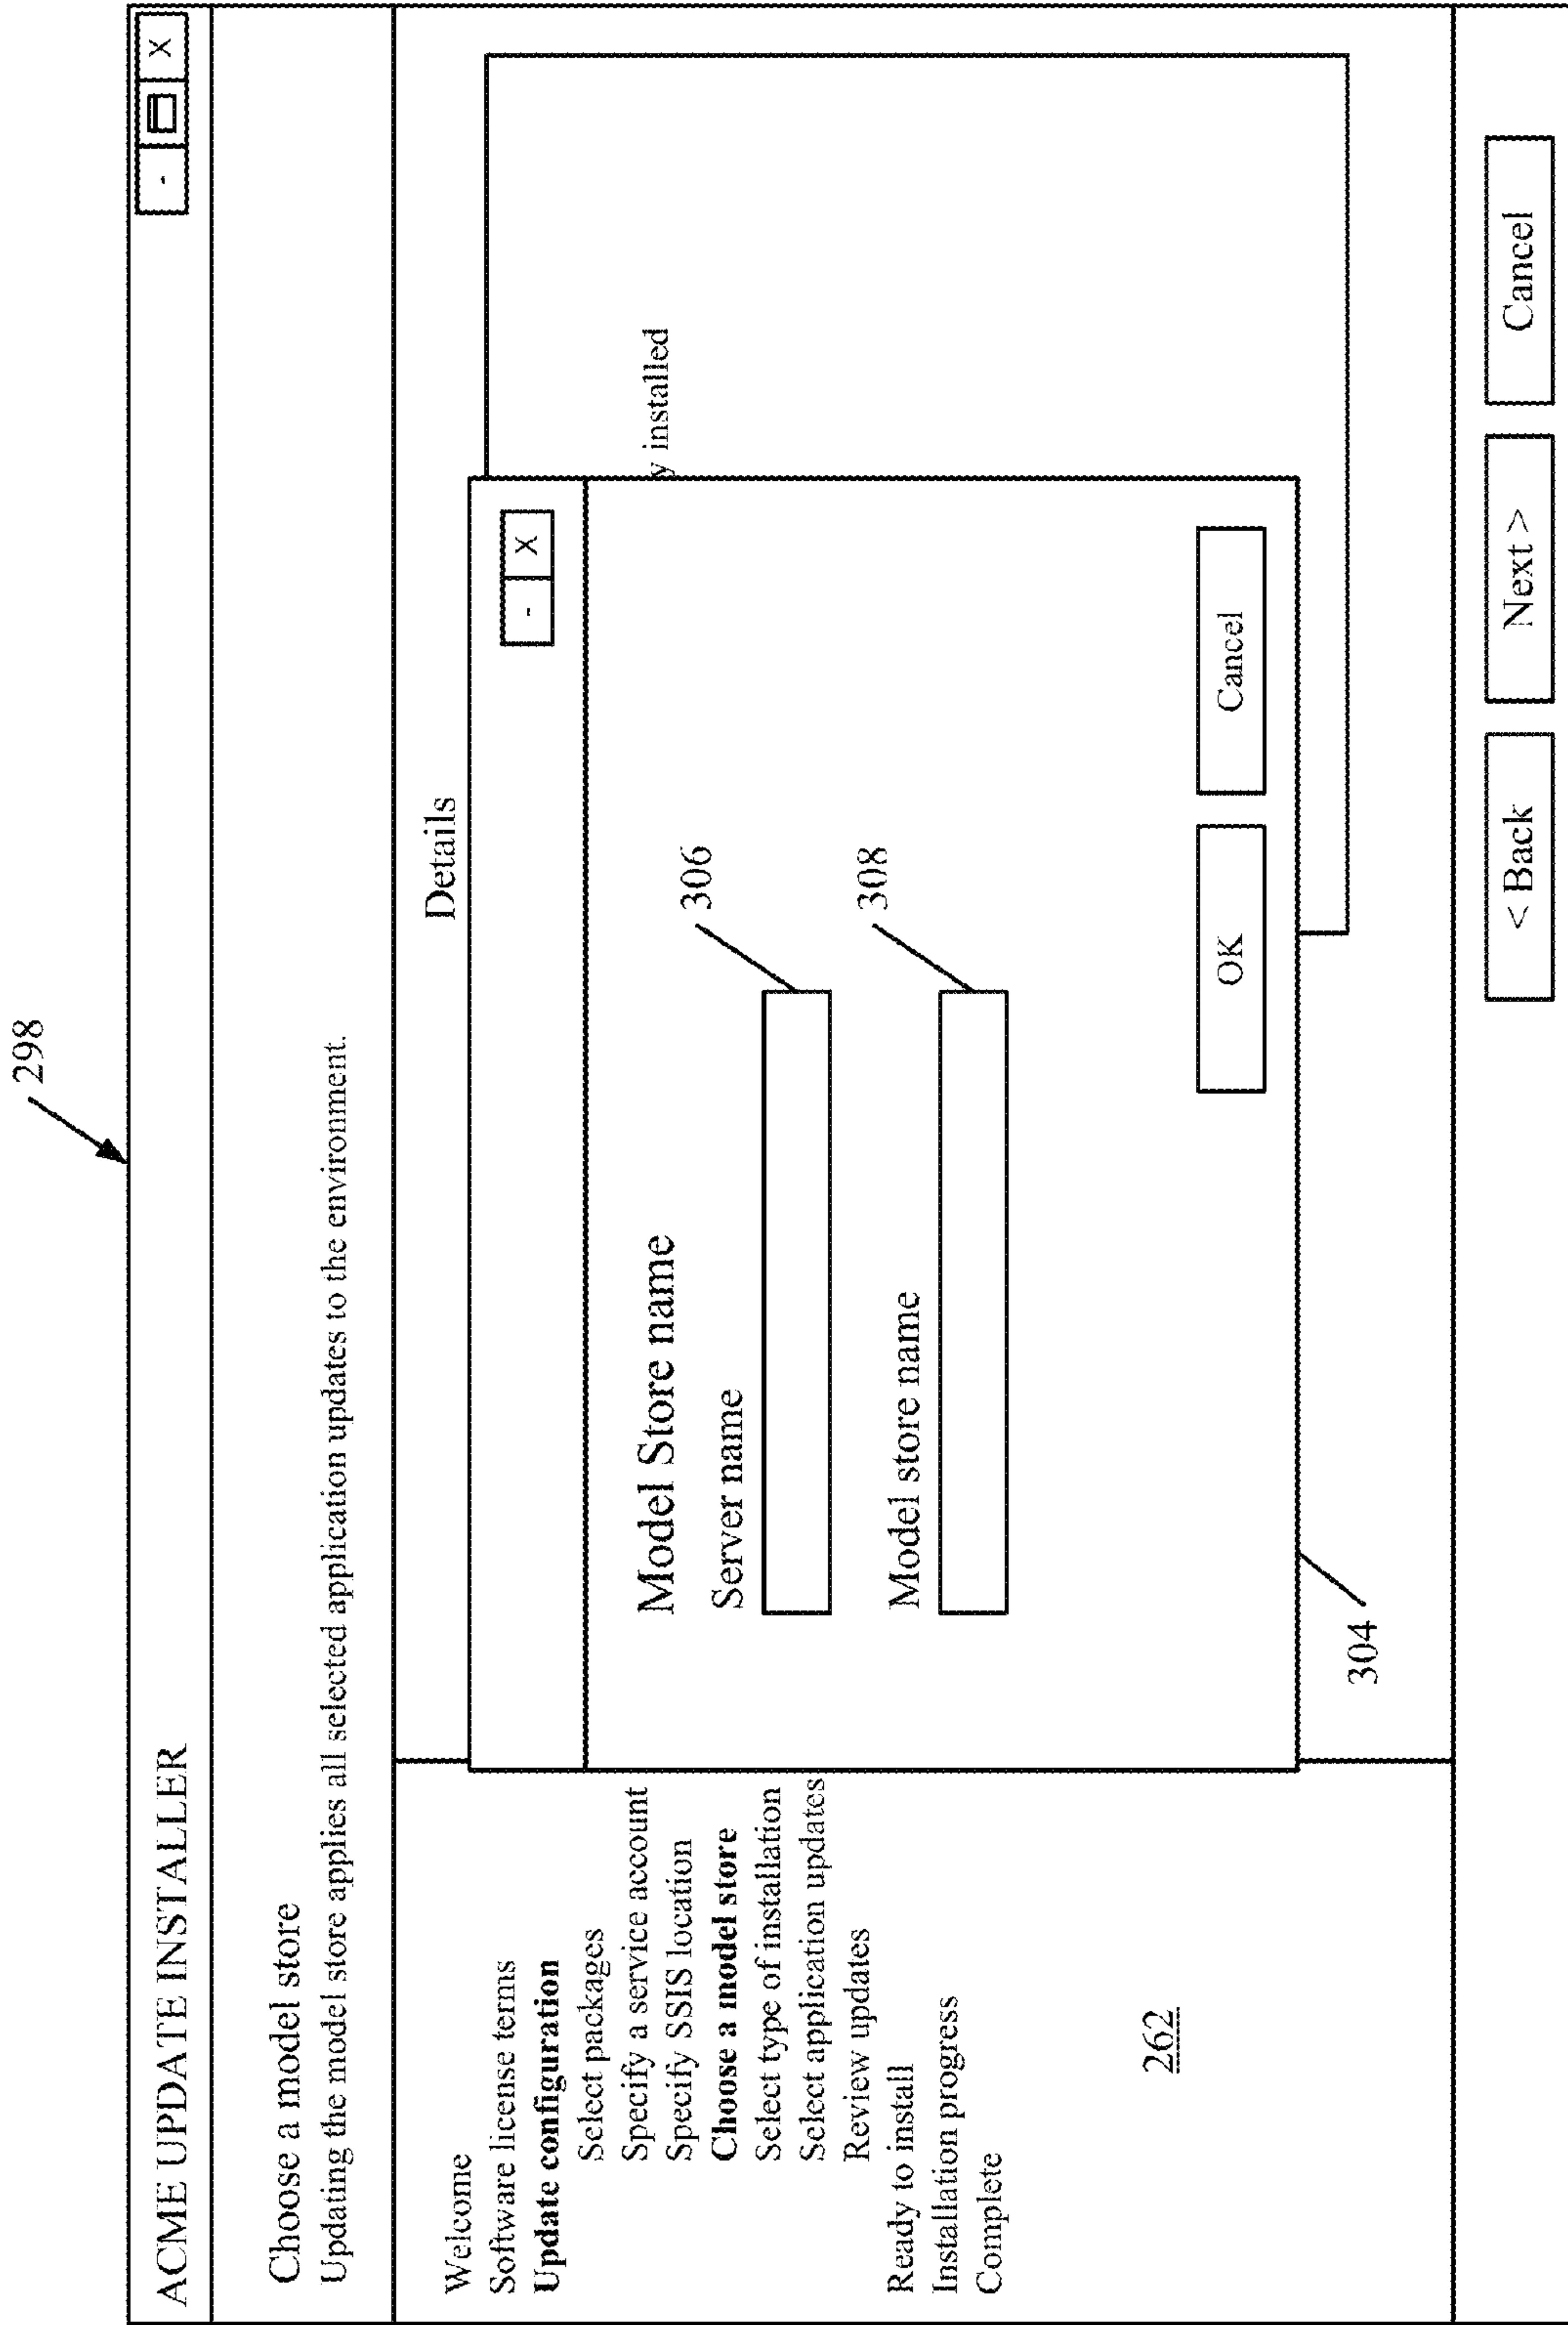 298
ACME UPDATE INSTALLER
- X
Choose a model store
Updating the model store applies all selected application updates to the environment.
Welcome
Software license terms
Update configuration
Select packages
Specify a service account
Specify SSIS location
Choose a model store
Select type of installation
Select application updates
Review updates
Ready to install
Installation progress
Complete
262
Details
- X
y installed
Model Store name
Server name
306
Model store name
308
OK Cancel
304
< Back Next > Cancel